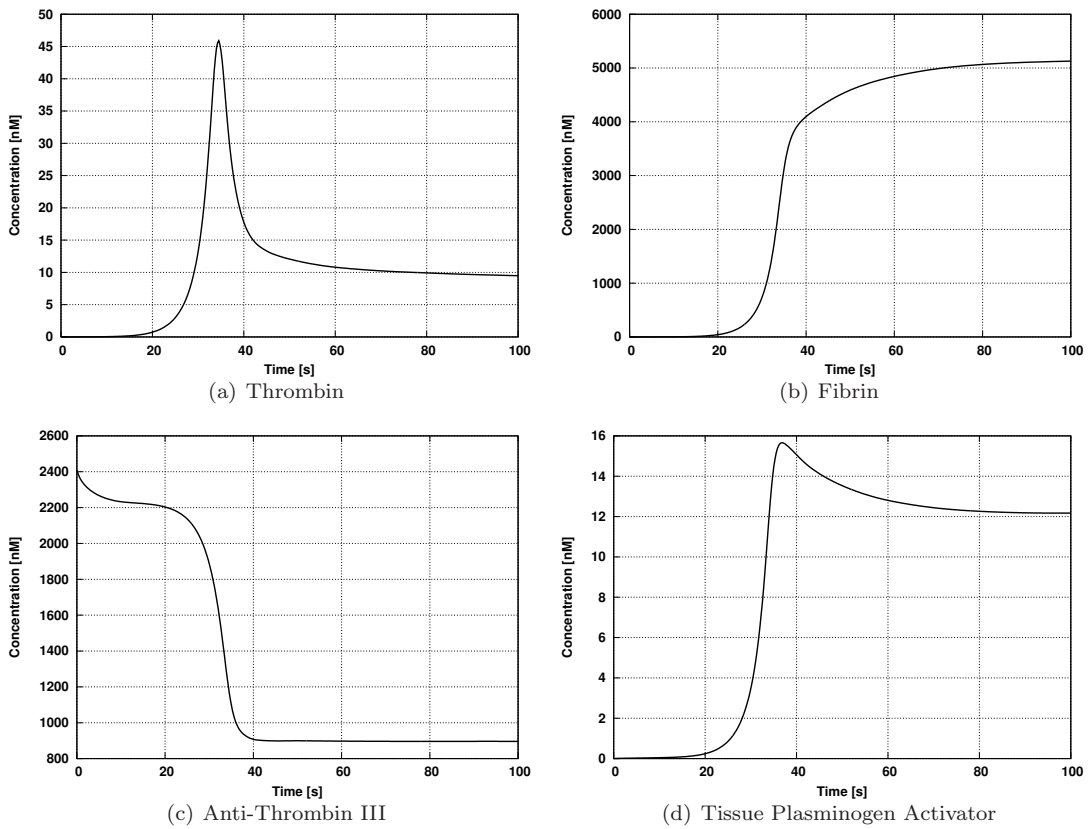 50
45
40
35
30
25
20
15
10
5
0
Concentration [nM]
0 20 40 60 80 100
Time [s]
(a) Thrombin
6000
5000
4000
3000
2000
1000
0
Concentration [nM]
0 20 40 60 80 100
Time [s]
(b) Fibrin
2600
2400
2200
2000
1800
1600
1400
1200
1000
800
Concentration [nM]
0 20 40 60 80 100
Time [s]
(c) Anti-Thrombin III
16
14
12
10
8
6
4
2
0
Concentration [nM]
0 20 40 60 80 100
Time [s]
(d) Tissue Plasminogen Activator